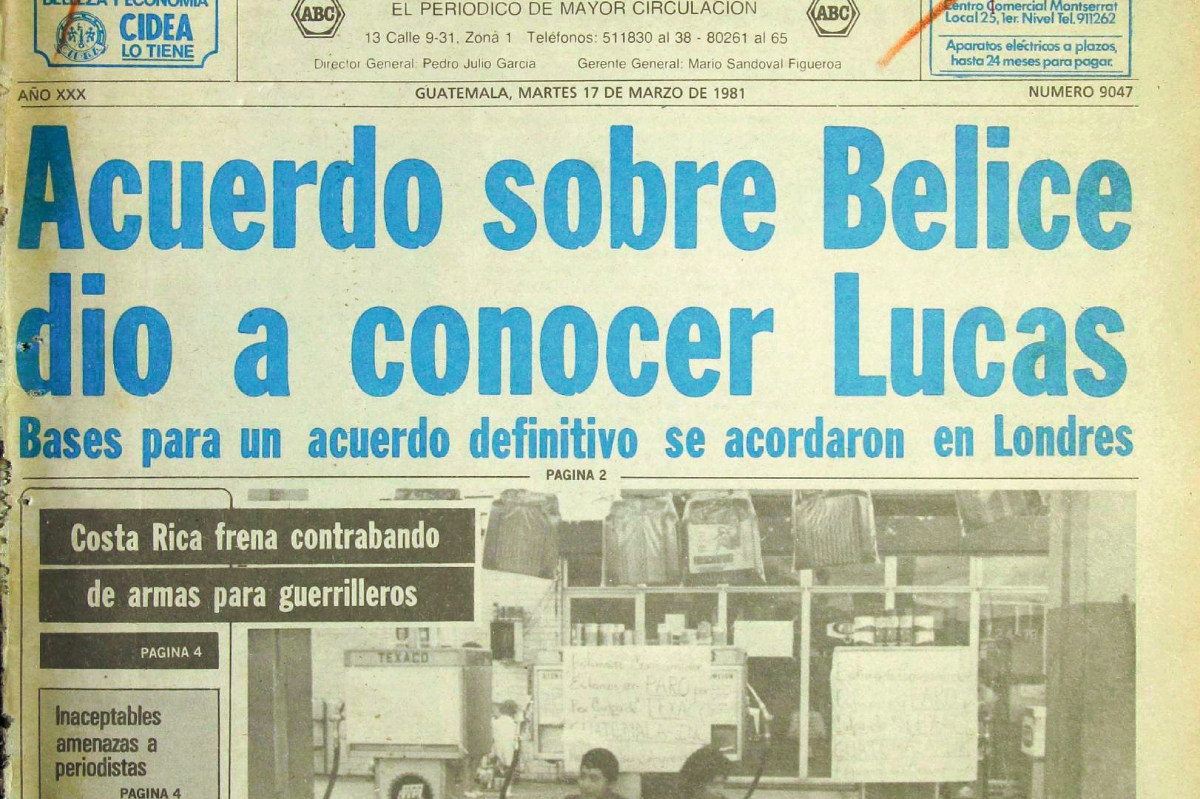 BELLEZA Y ECONOMIA
CIDEA
LO TIENE
ABC
EL PERIODICO DE MAYOR CIRCULACION
ABC
13 Calle 9-31, Zona 1 Teléfonos: 511830 al 38 - 80261 al 65
Director General: Pedro Julio García Gerente General: Mario Sandoval Figueroa
Centro Comercial Montserrat
Local 25, 1er. Nivel Tel. 911262
Aparatos eléctricos a plazos,
hasta 24 meses para pagar.
AÑO XXX
GUATEMALA, MARTES 17 DE MARZO DE 1981
NUMERO 9047
Acuerdo sobre Belice
dio a conocer Lucas
Bases para un acuerdo definitivo se acordaron en Londres
PAGINA 2
Costa Rica frena contrabando
de armas para guerrilleros
PAGINA 4
Inaceptables
amenazas a
periodistas
PAGINA 4
TEXACO
Estamos en PARO
GUATEMALA